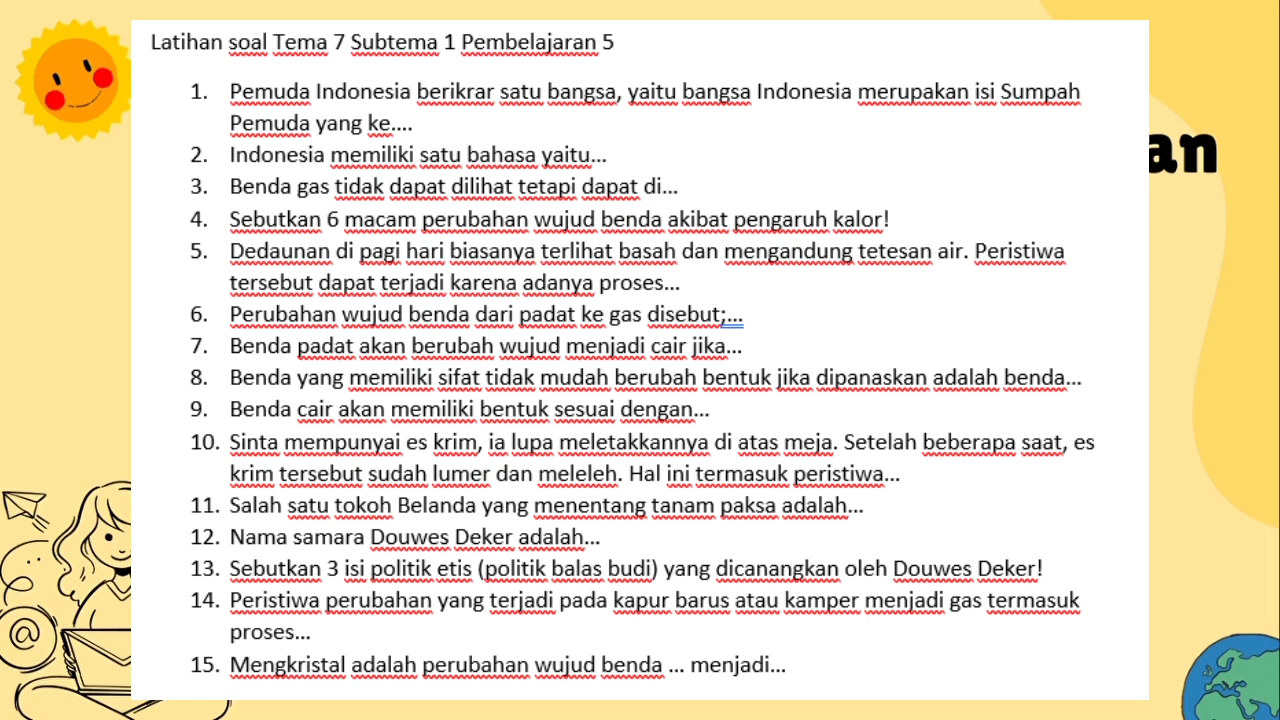 Latihan soal Tema 7 Subtema 1 Pembelajaran 5
1. Pemuda Indonesia berikrar satu bangsa, yaitu bangsa Indonesia merupakan isi Sumpah
Pemuda yang ke....
2. Indonesia memiliki satu bahasa yaitu...
3. Benda gas tidak dapat dilihat tetapi dapat di...
4. Sebutkan 6 macam perubahan wujud benda akibat pengaruh kalor!
5. Dedaunan di pagi hari biasanya terlihat basah dan mengandung tetesan air. Peristiwa
tersebut dapat terjadi karena adanya proses...
6. Perubahan wujud benda dari padat ke gas disebut;...
7. Benda padat akan berubah wujud menjadi cair jika...
8. Benda yang memiliki sifat tidak mudah berubah bentuk jika dipanaskan adalah benda...
9. Benda cair akan memiliki bentuk sesuai dengan...
10. Sinta mempunyai es krim, ia lupa meletakkannya di atas meja. Setelah beberapa saat, es
krim tersebut sudah lumer dan meleleh. Hal ini termasuk peristiwa...
11. Salah satu tokoh Belanda yang menentang tanam paksa adalah...
12. Nama samara Douwes Deker adalah...
13. Sebutkan 3 isi politik etis (politik balas budi) yang dicanangkan oleh Douwes Deker!
14. Peristiwa perubahan yang terjadi pada kapur barus atau kamper menjadi gas termasuk
proses...
15. Mengkristal adalah perubahan wujud benda ... menjadi...
an
@